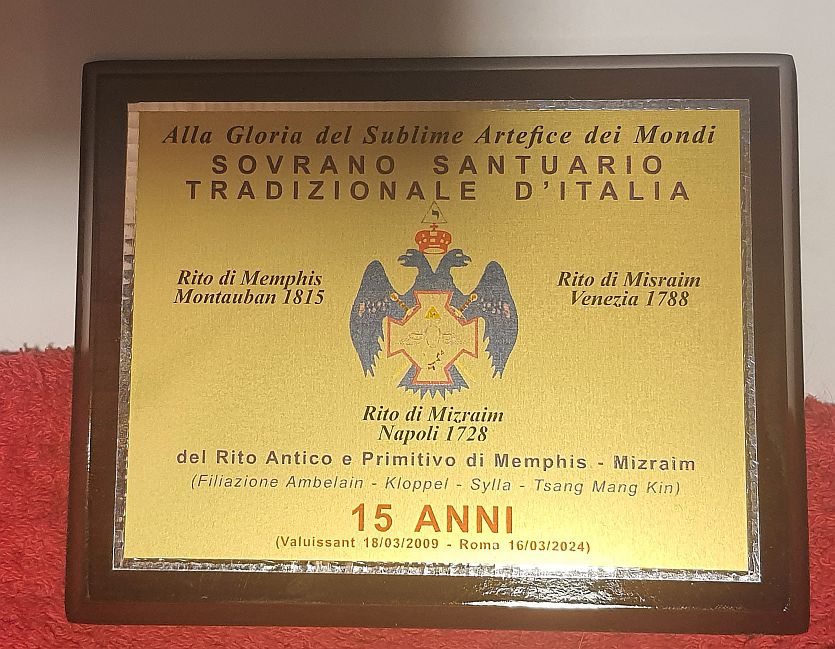 Alla Gloria del Sublime Artefice dei Mondi
SOVRANO SANTUARIO
TRADIZIONALE D'ITALIA
Rito di Memphis
Montauban 1815
Rito di Misraim
Venezia 1788
Rito di Mizraim
Napoli 1728
del Rito Antico e Primitivo di Memphis - Mizraim
(Filiazione Ambelain - Kloppel - Sylla - Tsang Mang Kin)
15 ANNI
(Valuissant 18/03/2009 - Roma 16/03/2024)